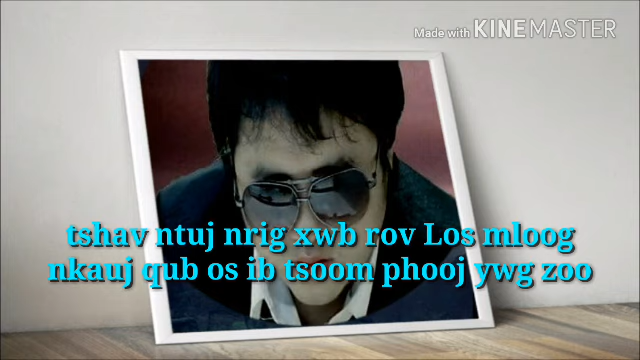 Made with KINEMASTER
tshav ntuj nrig xwb rov Los mloog
nkauj qub os ib tsoom phooj ywg zoo